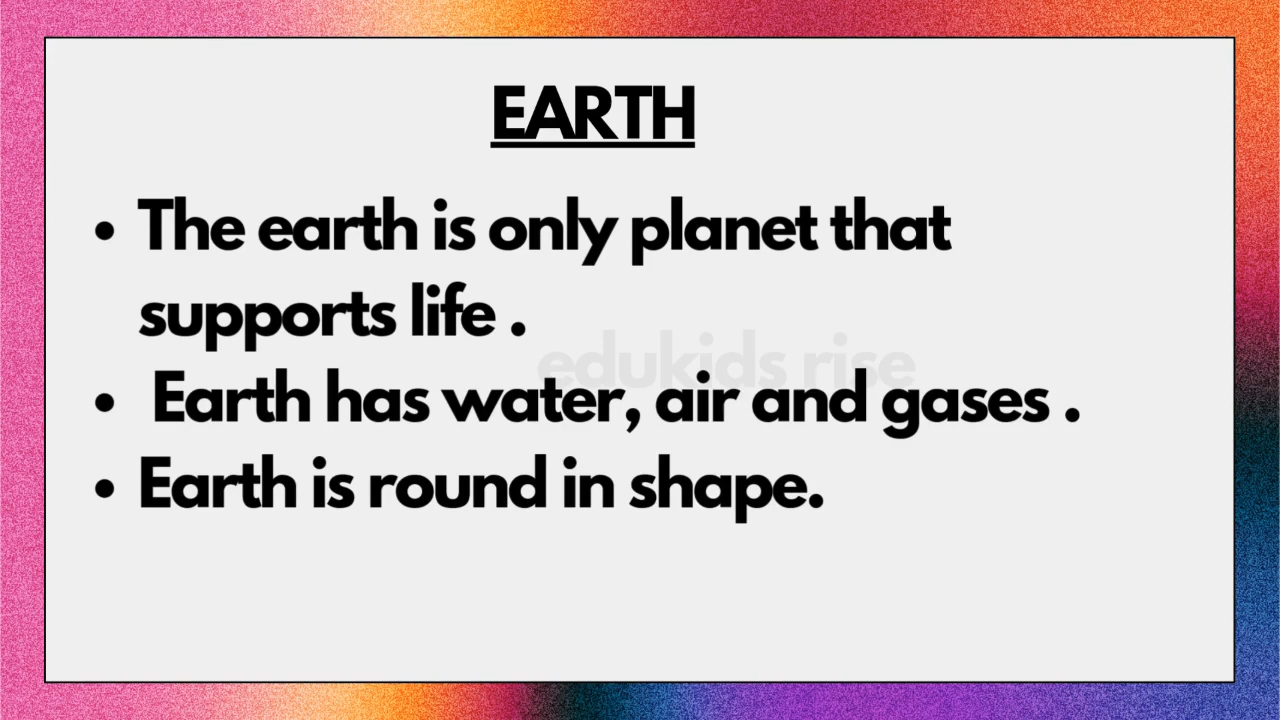 EARTH
• The earth is only planet that
supports life .
edukids rise
• Earth has water, air and gases .
• Earth is round in shape.